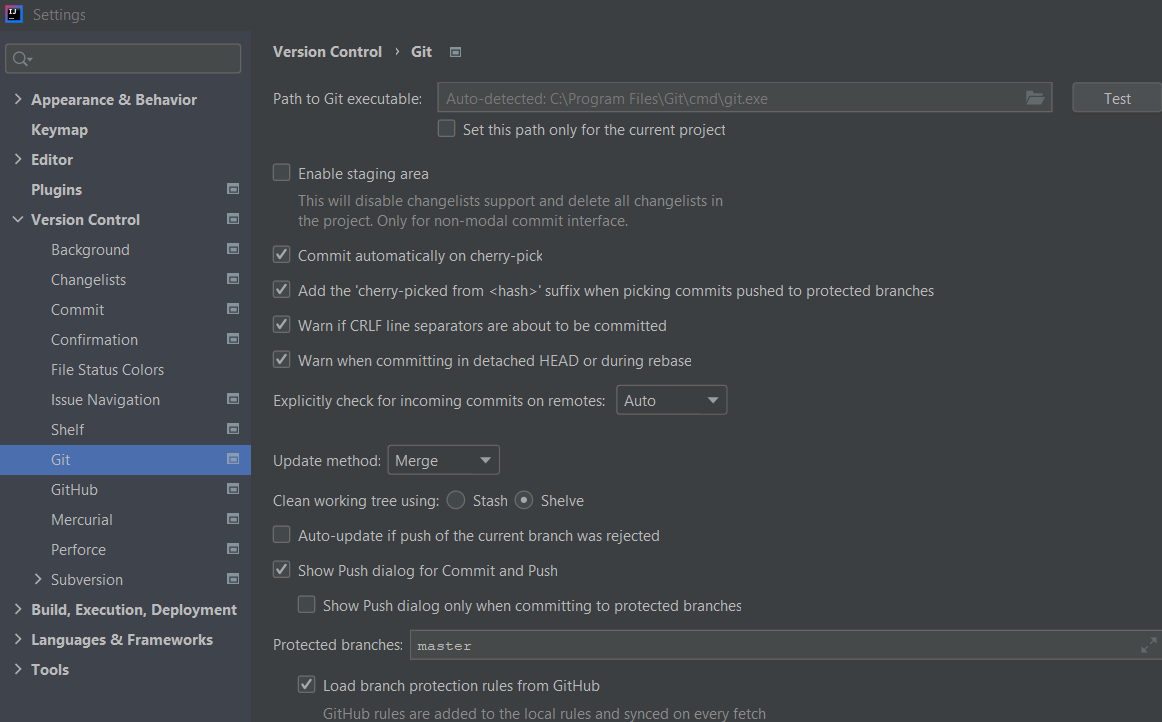 Settings
Appearance & Behavior
Keymap
Editor
Plugins
Version Control
Background
Changelists
Commit
Confirmation
File Status Colors
Issue Navigation
Shelf
Git
GitHub
Mercurial
Perforce
Subversion
Build, Execution, Deployment
Languages & Frameworks
Tools
Version Control › Git
Path to Git executable: Auto-detected: C:\Program Files\Git\cmd\git.exe Test
Set this path only for the current project
Enable staging area
This will disable changelists support and delete all changelists in
the project. Only for non-modal commit interface.
Commit automatically on cherry-pick
Add the 'cherry-picked from <hash>' suffix when picking commits pushed to protected branches
Warn if CRLF line separators are about to be committed
Warn when committing in detached HEAD or during rebase
Explicitly check for incoming commits on remotes: Auto
Update method: Merge
Clean working tree using: Stash Shelve
Auto-update if push of the current branch was rejected
Show Push dialog for Commit and Push
Show Push dialog only when committing to protected branches
Protected branches: master
Load branch protection rules from GitHub
GitHub rules are added to the local rules and synced on every fetch